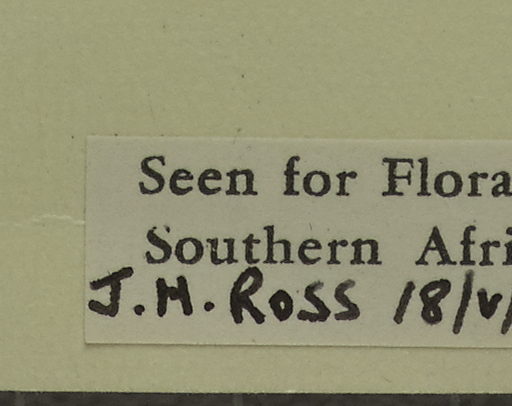 Seen for Flora
Southern Afri
J.H. Ross 18/v/